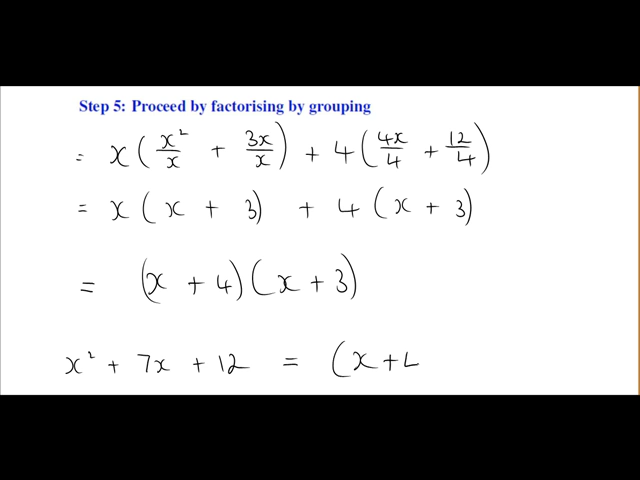 Step 5: Proceed by factorising by grouping
= x ( x²/x + 3x/x ) + 4 ( 4x/4 + 12/4 )
= x ( x + 3 ) + 4 ( x + 3 )
= (x + 4) ( x + 3 )
x² + 7x + 12 = (x + L